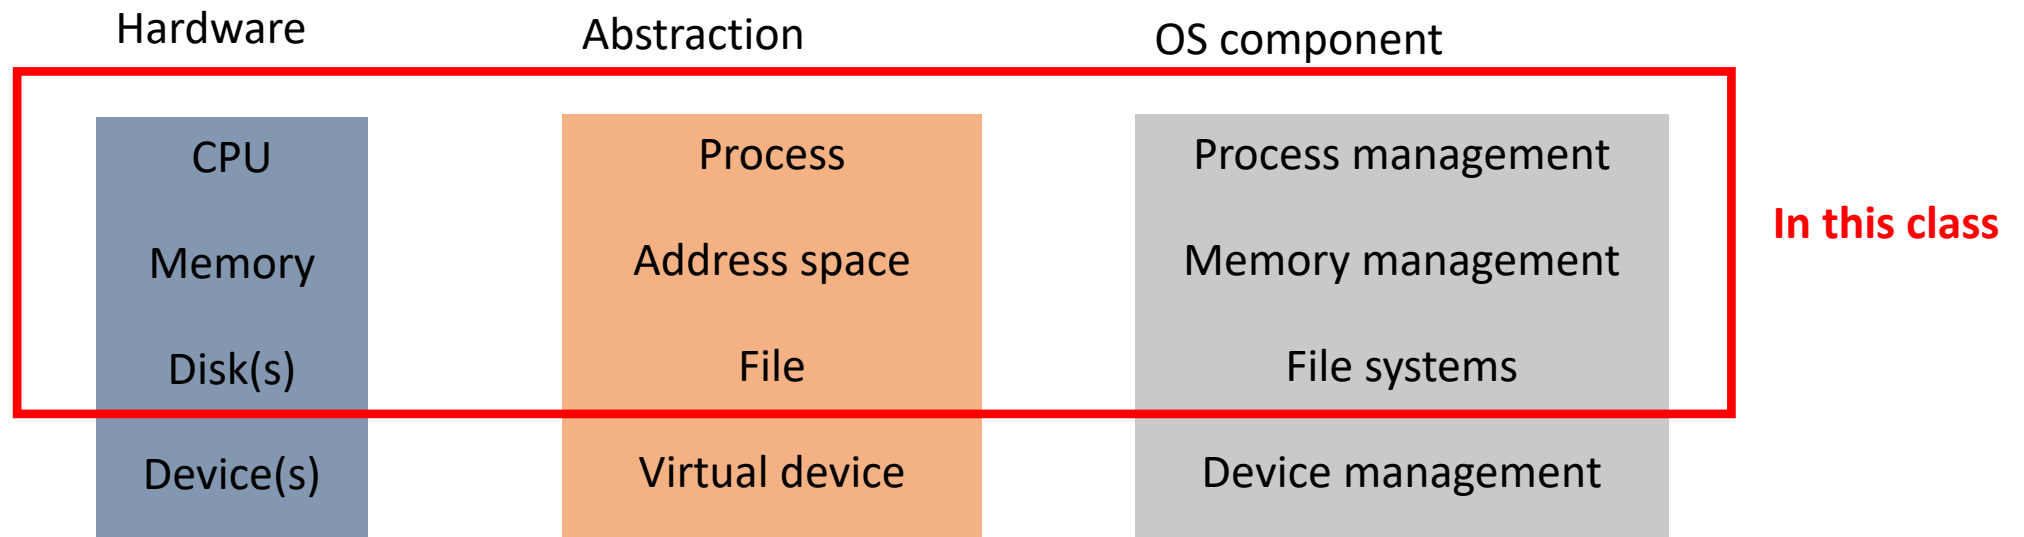 Hardware Abstraction OS component
CPU Process Process management
Memory Address space Memory management
In this class
Disk(s) File File systems
Device(s) Virtual device Device management